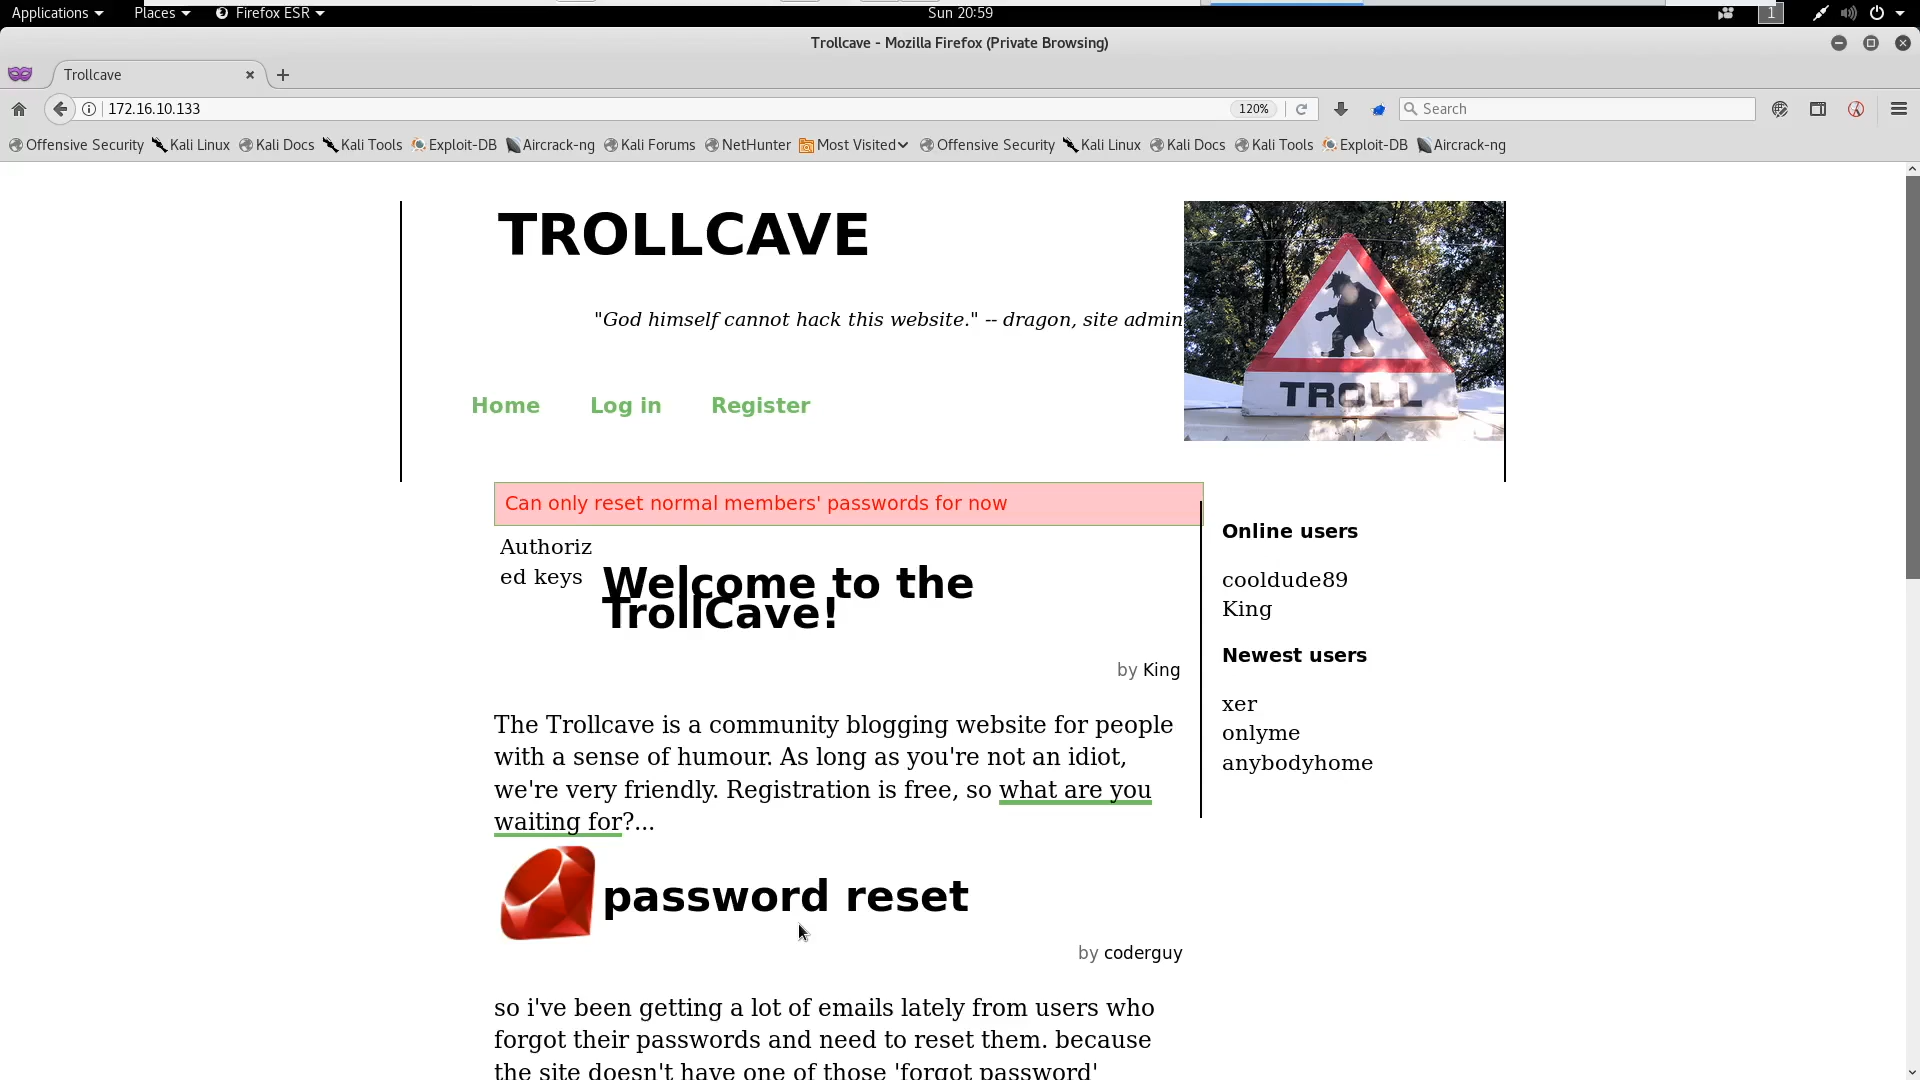 Applications Places Firefox ESR Sun 20:59 1
Trollcave - Mozilla Firefox (Private Browsing)
Trollcave
172.16.10.133 120% Search
Offensive Security Kali Linux Kali Docs Kali Tools Exploit-DB Aircrack-ng Kali Forums NetHunter Most Visited Offensive Security Kali Linux Kali Docs Kali Tools Exploit-DB Aircrack-ng
TROLLCAVE
"God himself cannot hack this website." -- dragon, site admin
TROLL
Home Log in Register
Can only reset normal members' passwords for now
Authoriz
ed keys
Welcome to the
TrollCave!
by King
The Trollcave is a community blogging website for people
with a sense of humour. As long as you're not an idiot,
we're very friendly. Registration is free, so what are you
waiting for?...
password reset
by coderguy
so i've been getting a lot of emails lately from users who
forgot their passwords and need to reset them. because
the site doesn't have one of those 'forgot password'
Online users
cooldude89
King
Newest users
xer
onlyme
anybodyhome